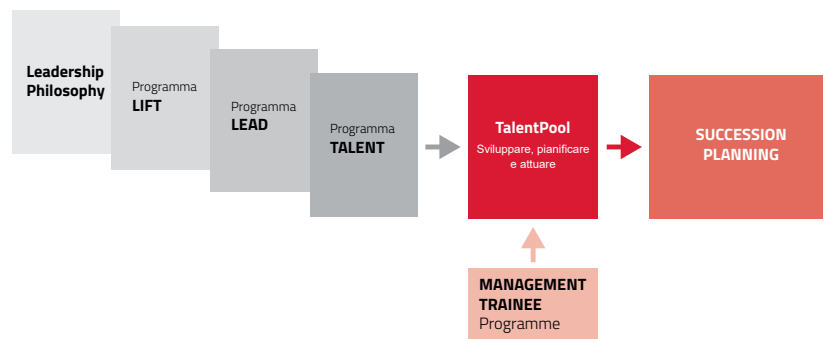 Leadership
Philosophy
Programma
LIFT
Programma
LEAD
Programma
TALENT
TalentPool
Sviluppare, pianificare
e attuare
SUCCESSION
PLANNING
MANAGEMENT
TRAINEE
Programme